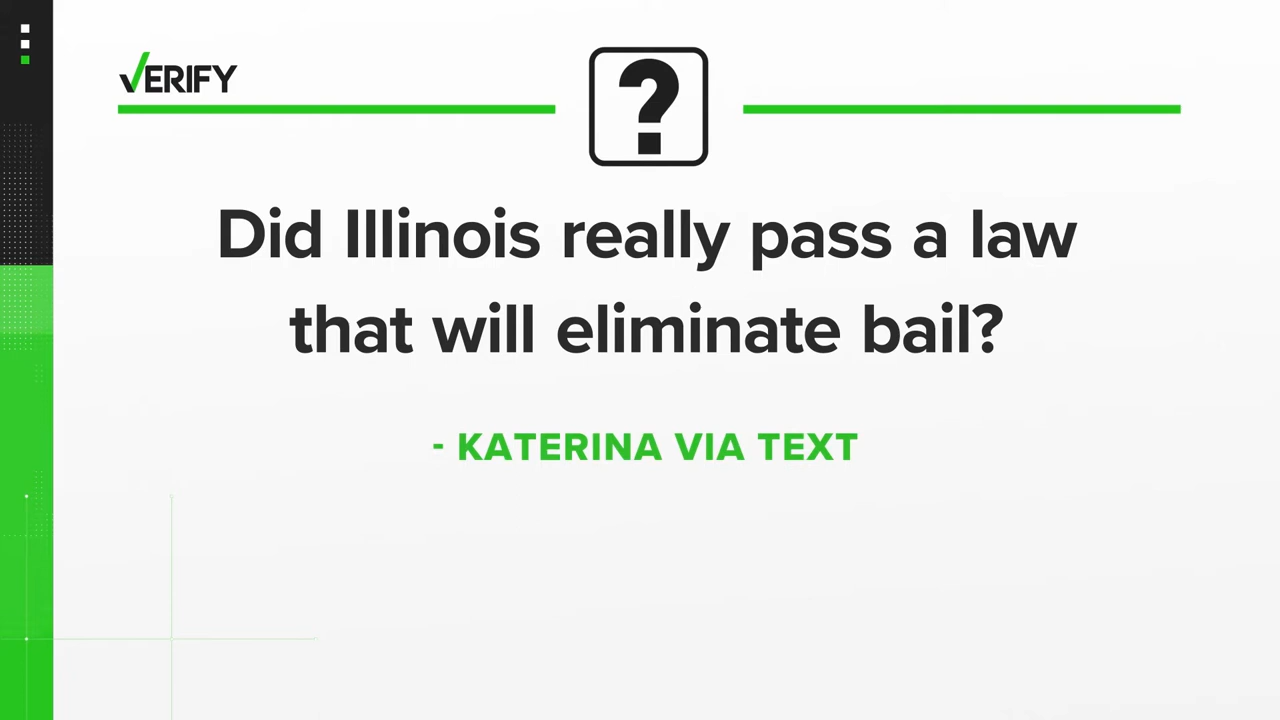 VERIFY
?
Did Illinois really pass a law
that will eliminate bail?
- KATERINA VIA TEXT